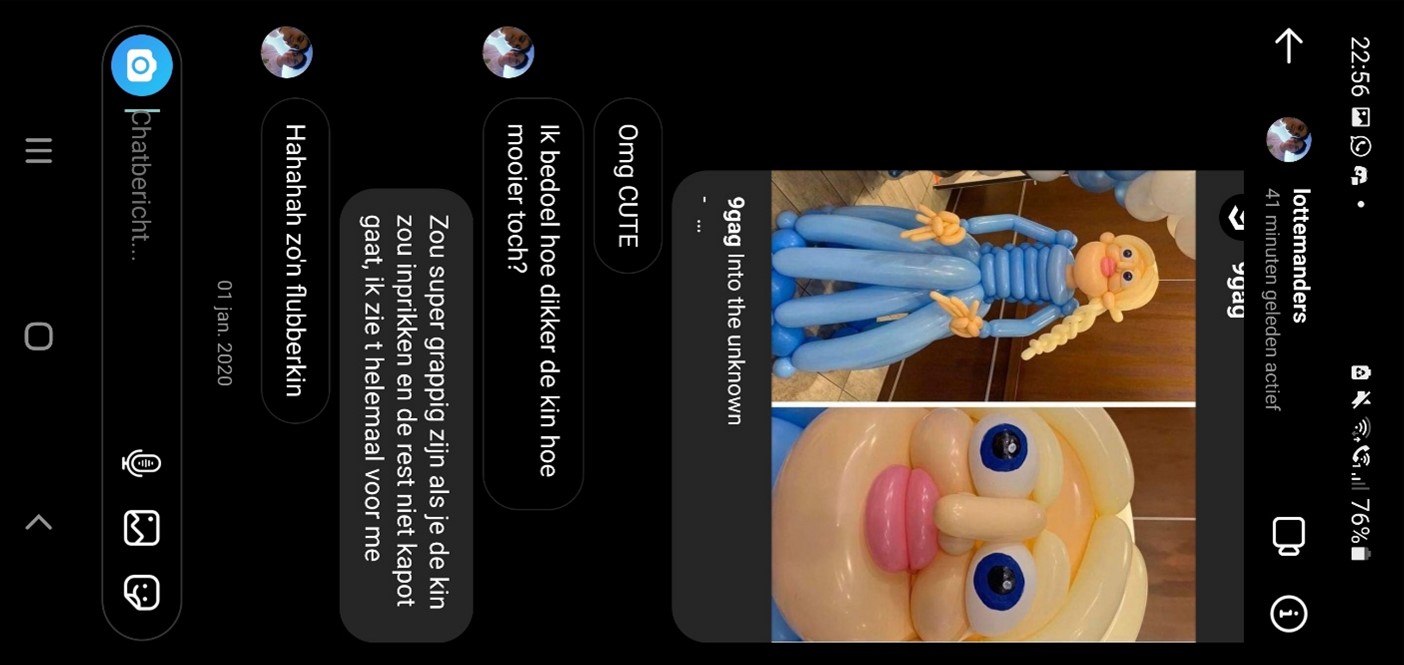 22:56 76%
lottemanders
41 minuten geleden actief
9gag
9gag Into the unknown
- ...
Omg CUTE
Ik bedoel hoe dikker de kin hoe
mooier toch?
Zou super grappig zijn als je de kin
zou inprikken en de rest niet kapot
gaat, ik zie t helemaal voor me
Hahahah zo'n flubberkin
01 jan. 2020
Chatbericht...